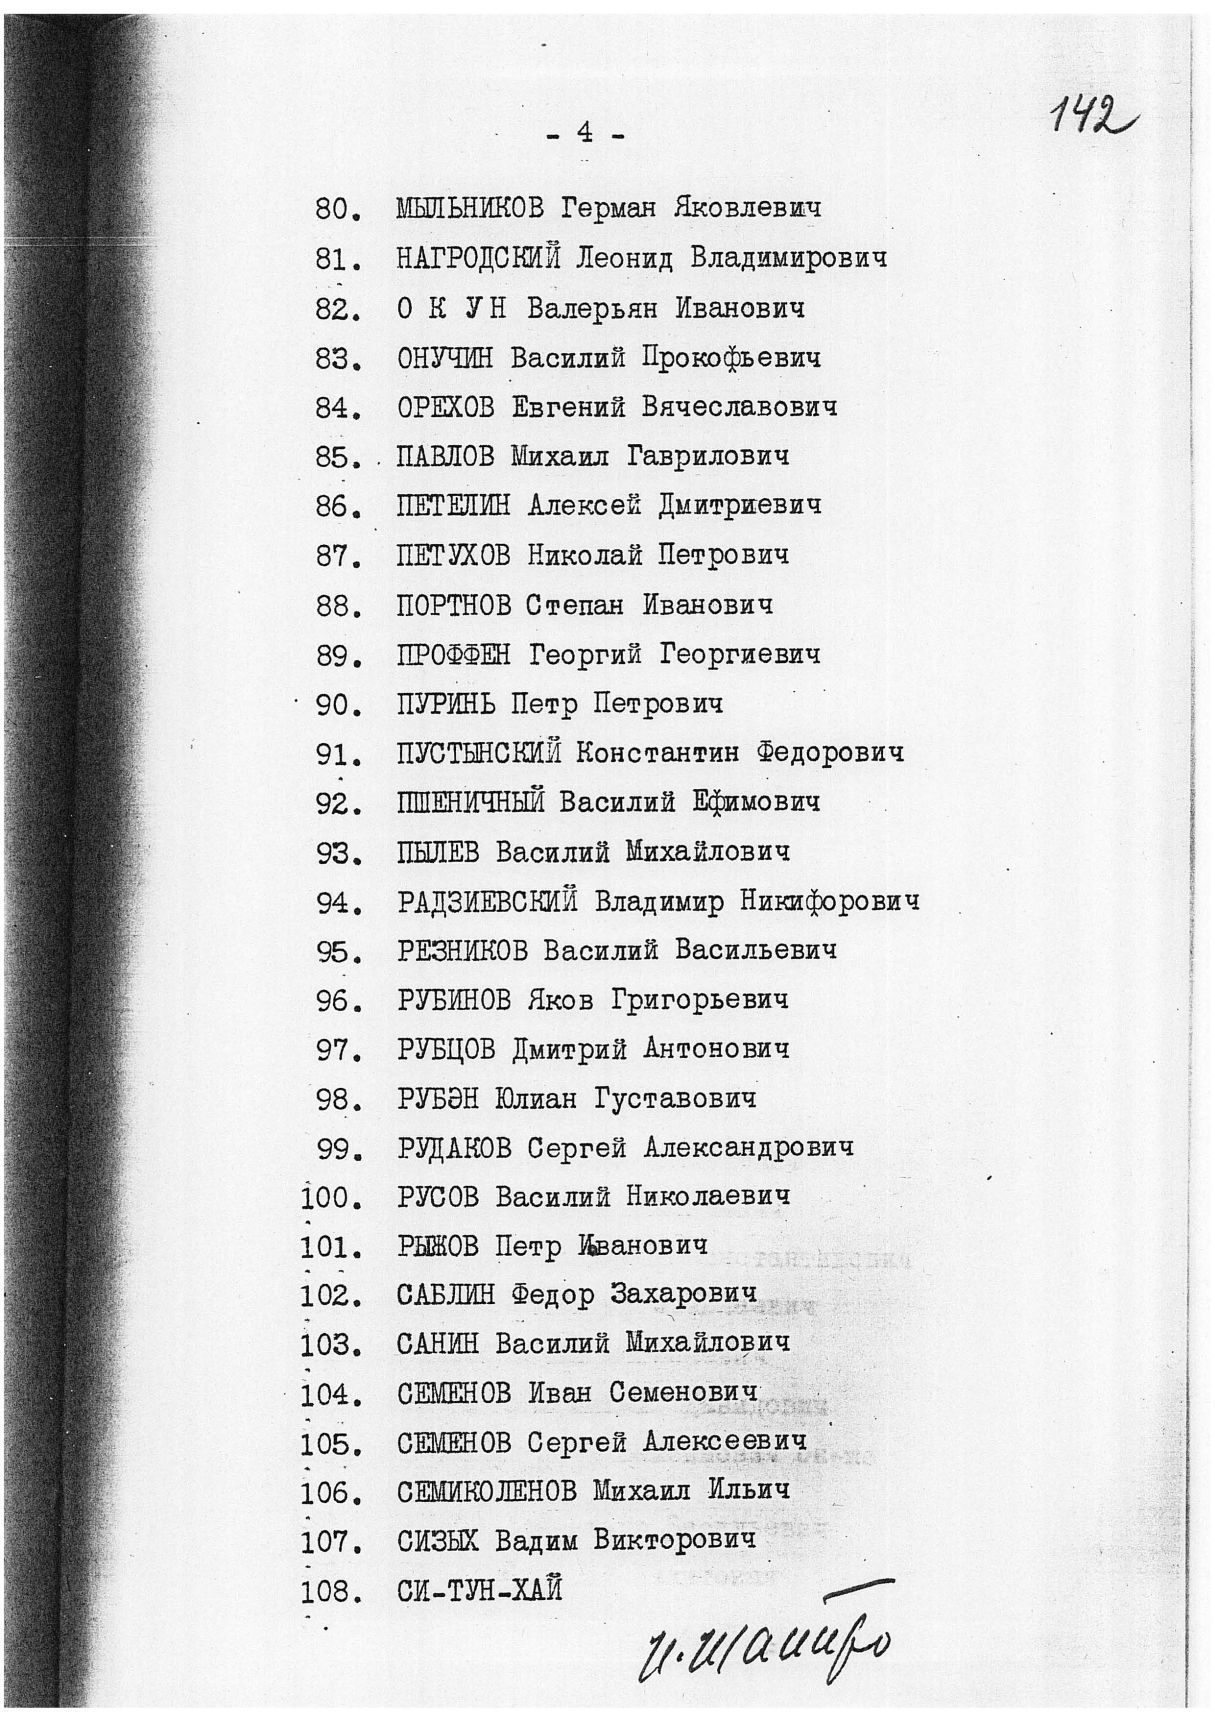 142
- 4 -
80. МЫЛЬНИКОВ Герман Яковлевич
81. НАГРОДСКИЙ Леонид Владимирович
82. О К У Н Валерьян Иванович
83. ОНУЧИН Василий Прокофьевич
84. ОРЕХОВ Евгений Вячеславович
85. ПАВЛОВ Михаил Гаврилович
86. ПЕТЕЛИН Алексей Дмитриевич
87. ПЕТУХОВ Николай Петрович
88. ПОРТНОВ Степан Иванович
89. ПРОФФЕН Георгий Георгиевич
90. ПУРИНЬ Петр Петрович
91. ПУСТЫНСКИЙ Константин Федорович
92. ПШЕНИЧНЫЙ Василий Ефимович
93. ПЫЛЕВ Василий Михайлович
94. РАДЗИЕВСКИЙ Владимир Никифорович
95. РЕЗНИКОВ Василий Васильевич
96. РУБИНОВ Яков Григорьевич
97. РУБЦОВ Дмитрий Антонович
98. РУБЭН Юлиан Густавович
99. РУДАКОВ Сергей Александрович
100. РУСОВ Василий Николаевич
101. РЫЖОВ Петр Иванович
102. САБЛИН Федор Захарович
103. САНИН Василий Михайлович
104. СЕМЕНОВ Иван Семенович
105. СЕМЕНОВ Сергей Алексеевич
106. СЕМИКОЛЕНОВ Михаил Ильич
107. СИЗЫХ Вадим Викторович
108. СИ-ТУН-ХАЙ
И. Шапиро